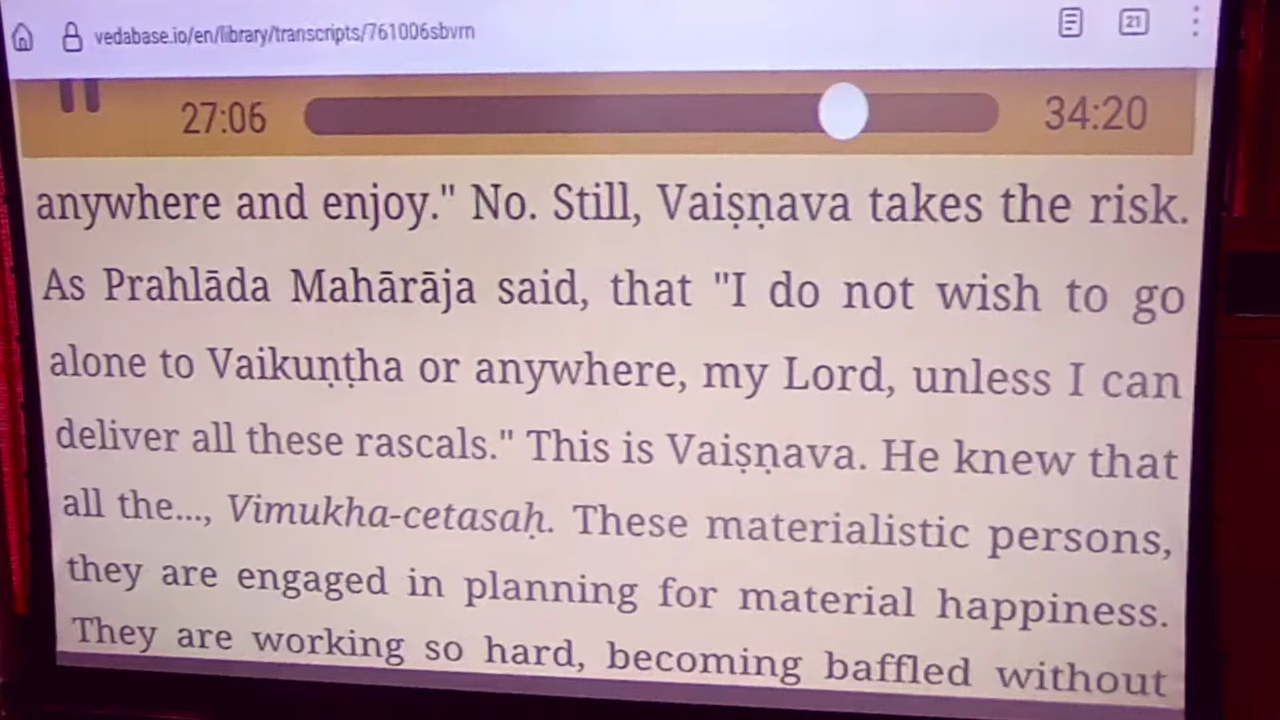 vedabase.io/en/library/transcripts/761006sbvrn
21
27:06 34:20
anywhere and enjoy." No. Still, Vaiṣṇava takes the risk.
As Prahlāda Mahārāja said, that "I do not wish to go
alone to Vaikuṇṭha or anywhere, my Lord, unless I can
deliver all these rascals." This is Vaiṣṇava. He knew that
all the..., Vimukha-cetasaḥ. These materialistic persons,
they are engaged in planning for material happiness.
They are working so hard, becoming baffled without